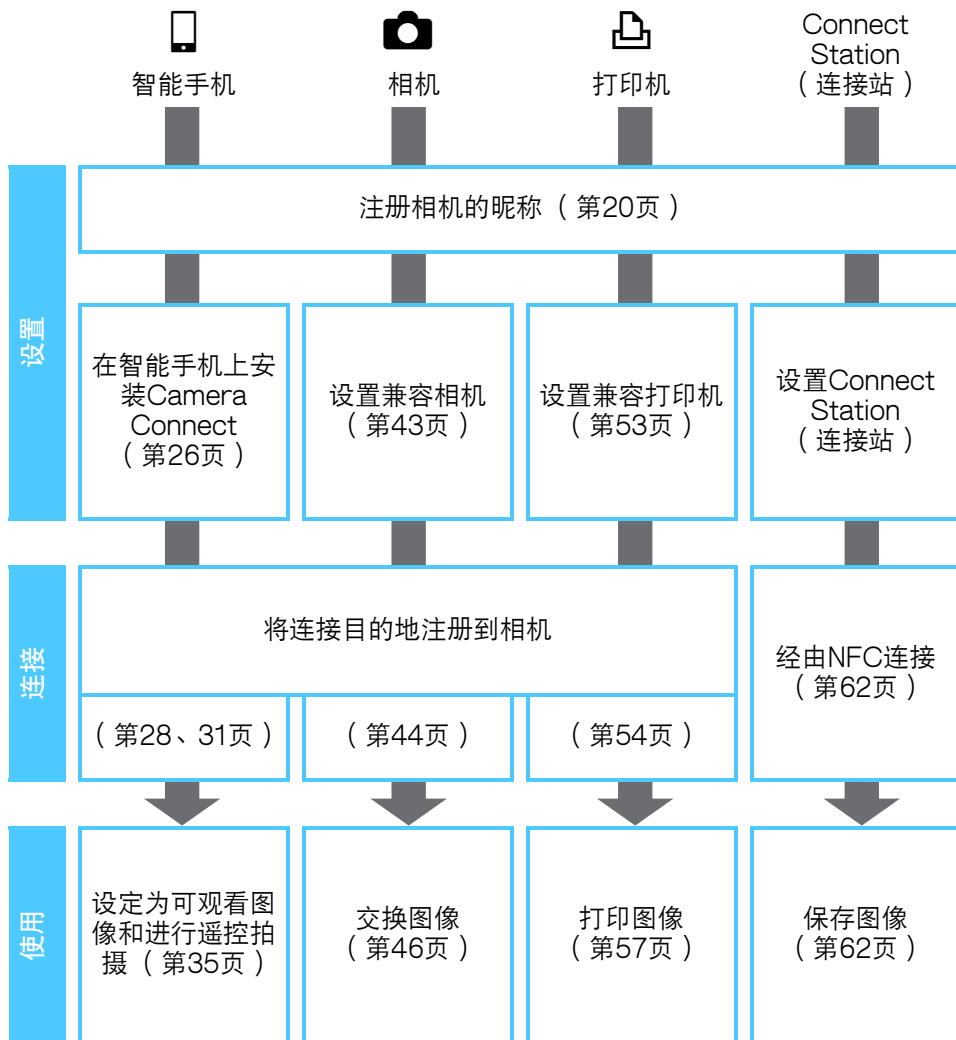 智能手机
相机
打印机
Connect
Station
（连接站）
设置
注册相机的昵称（第20页）
在智能手机上安
装Camera
Connect
（第26页）
设置兼容相机
（第43页）
设置兼容打印机
（第53页）
设置Connect
Station
（连接站）
连接
将连接目的地注册到相机
（第28、31页）
（第44页）
（第54页）
经由NFC连接
（第62页）
使用
设定为可观看图
像和进行遥控拍
摄（第35页）
交换图像
（第46页）
打印图像
（第57页）
保存图像
（第62页）